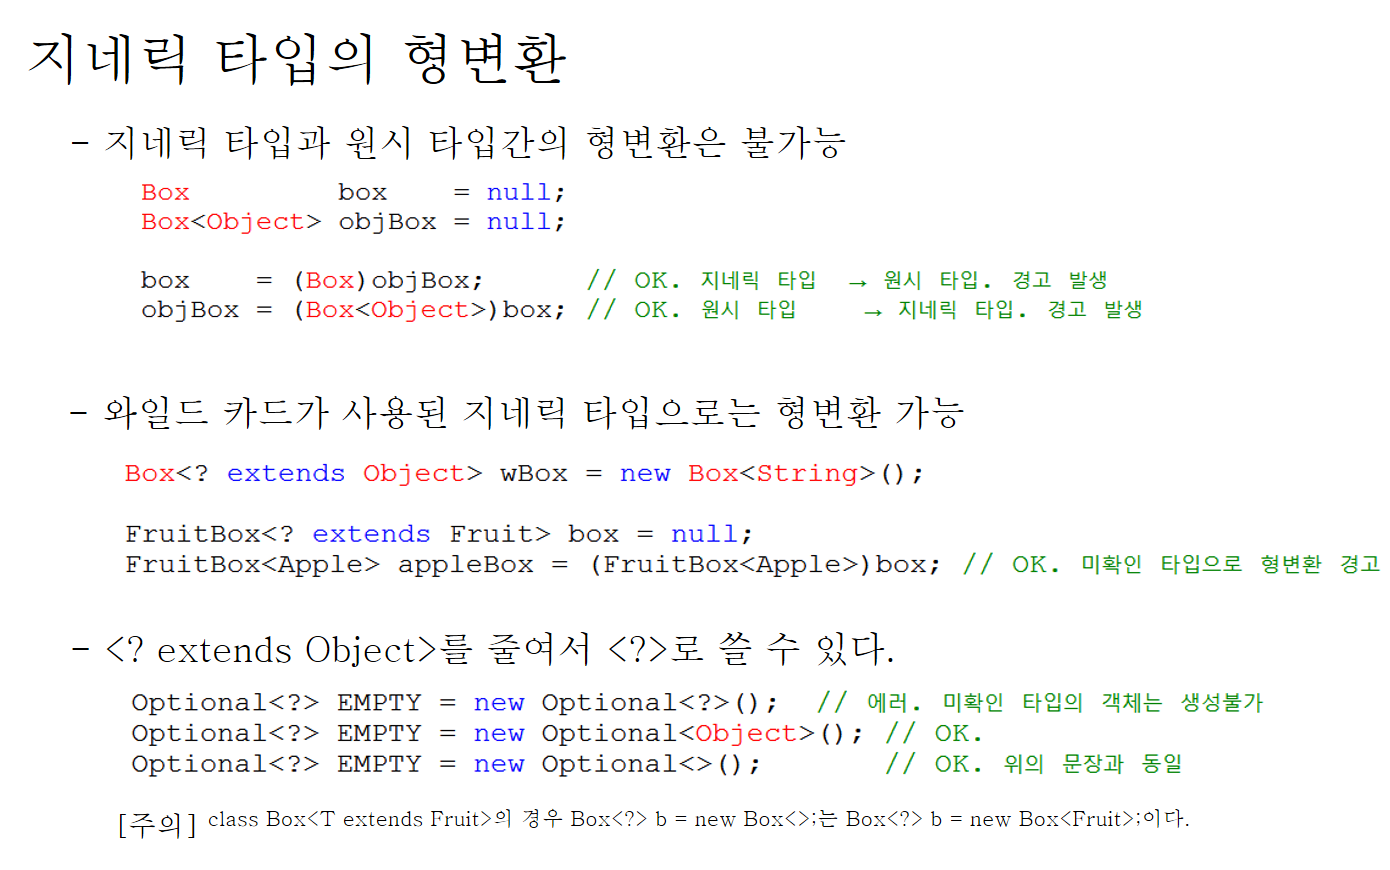 지네릭 타입의 형변환
- 지네릭 타입과 원시 타입간의 형변환은 불가능
Box         box    = null;
Box<Object> objBox = null;
box    = (Box)objBox;      // OK. 지네릭 타입 → 원시 타입. 경고 발생
objBox = (Box<Object>)box; // OK. 원시 타입 → 지네릭 타입. 경고 발생
- 와일드 카드가 사용된 지네릭 타입으로는 형변환 가능
Box<? extends Object> wBox = new Box<String>();
FruitBox<? extends Fruit> box = null;
FruitBox<Apple> appleBox = (FruitBox<Apple>)box; // OK. 미확인 타입으로 형변환 경고
- <? extends Object>를 줄여서 <?>로 쓸 수 있다.
Optional<?> EMPTY = new Optional<?>();  // 에러. 미확인 타입의 객체는 생성불가
Optional<?> EMPTY = new Optional<Object>(); // OK.
Optional<?> EMPTY = new Optional<>();       // OK. 위의 문장과 동일
[주의] class Box<T extends Fruit>의 경우 Box<?> b = new Box<>;는 Box<?> b = new Box<Fruit>;이다.